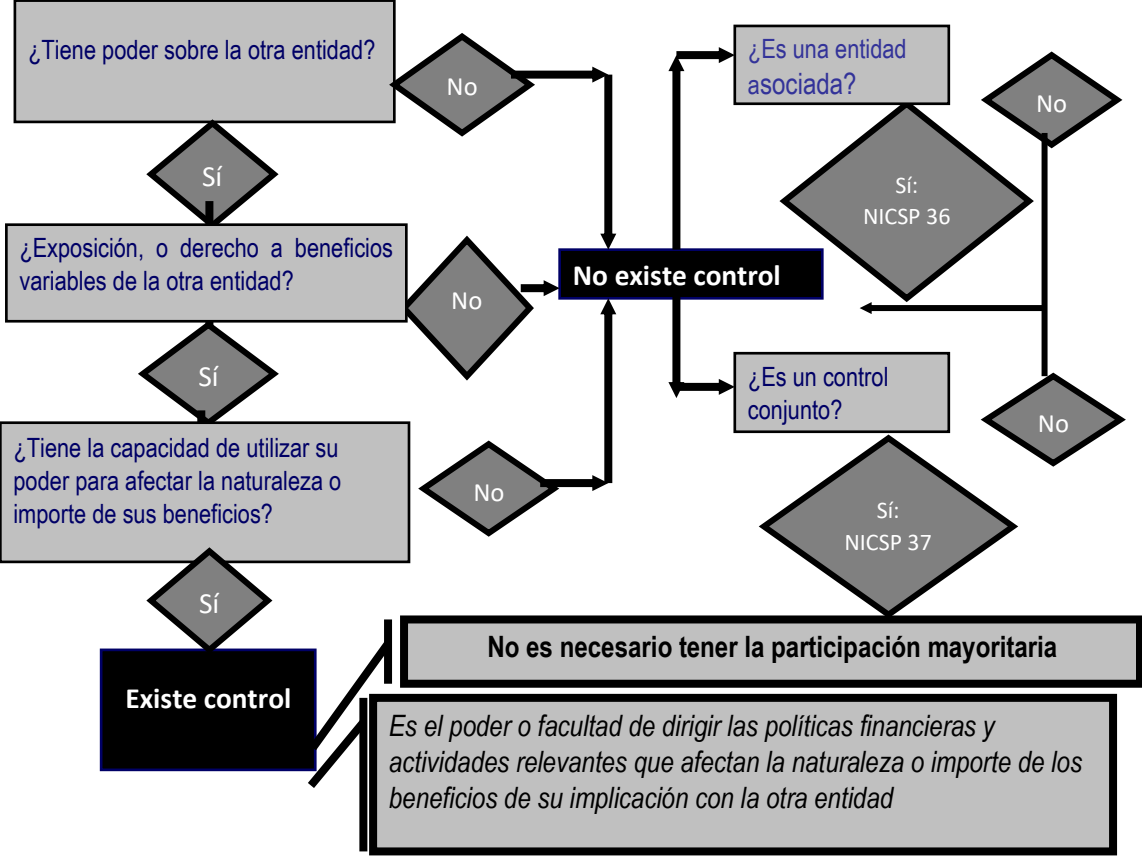 ¿Tiene poder sobre la otra entidad?
No
Sí
¿Exposición, o derecho a beneficios
variables de la otra entidad?
No
Sí
¿Tiene la capacidad de utilizar su
poder para afectar la naturaleza o
importe de sus beneficios?
No
Sí
Existe control
No existe control
¿Es una entidad
asociada?
No
Sí:
NICSP 36
¿Es un control
conjunto?
No
Sí:
NICSP 37
No es necesario tener la participación mayoritaria
Es el poder o facultad de dirigir las políticas financieras y
actividades relevantes que afectan la naturaleza o importe de los
beneficios de su implicación con la otra entidad